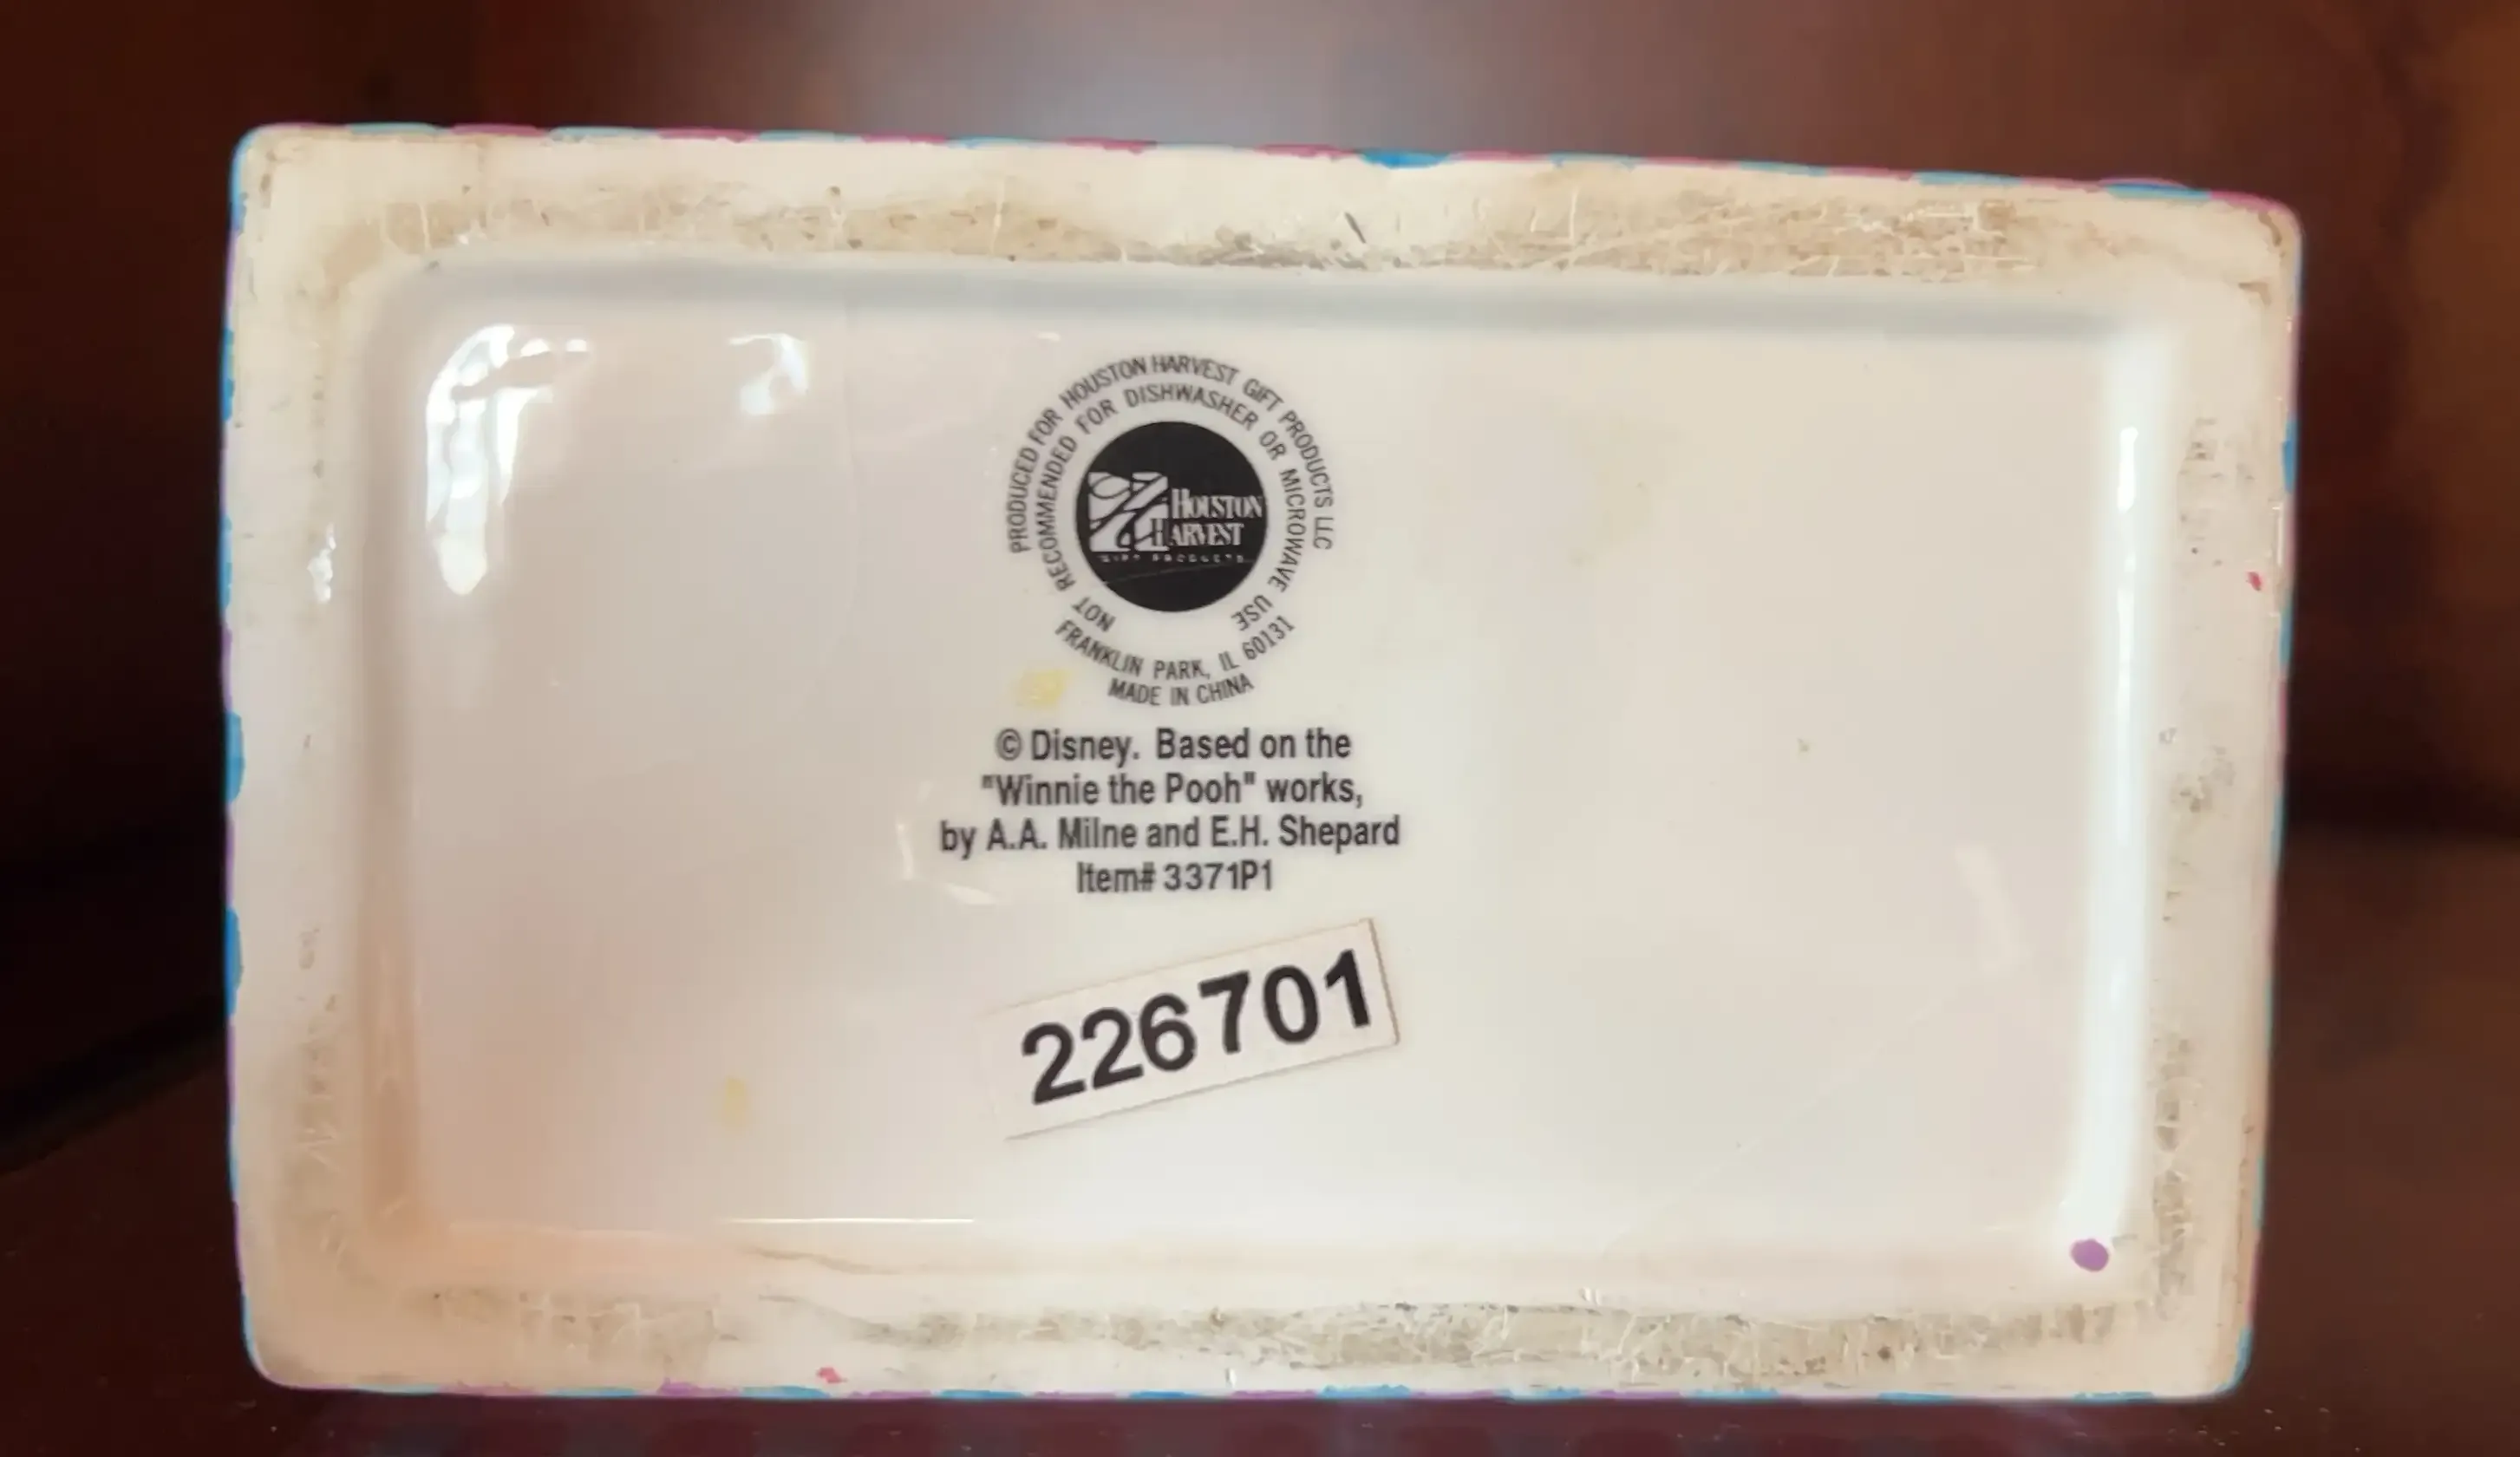 PRODUCED FOR HOUSTON HARVEST GIFT PRODUCTS LLC
NOT RECOMMENDED FOR DISHWASHER OR MICROWAVE USE
HOUSTON
HARVEST
GIFT PRODUCTS
FRANKLIN PARK, IL 60131
MADE IN CHINA
© Disney. Based on the
"Winnie the Pooh" works,
by A.A. Milne and E.H. Shepard
Item# 3371P1
226701